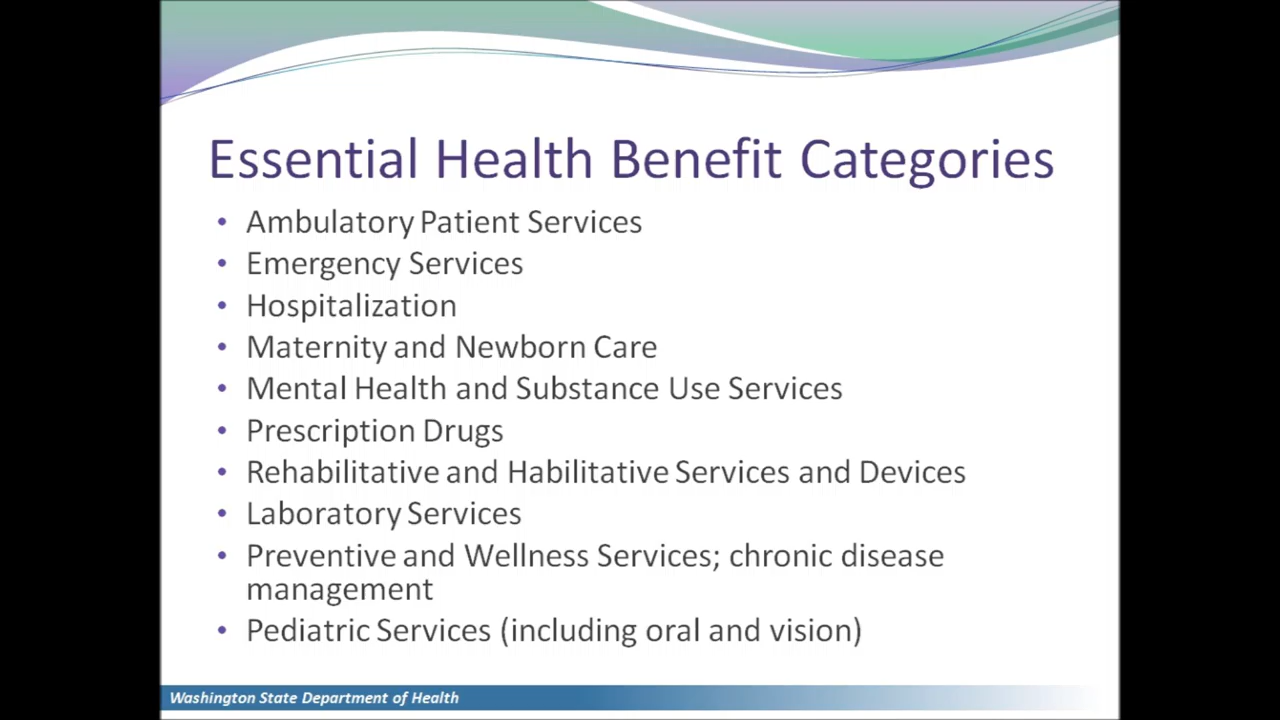 Essential Health Benefit Categories
• Ambulatory Patient Services
• Emergency Services
• Hospitalization
• Maternity and Newborn Care
• Mental Health and Substance Use Services
• Prescription Drugs
• Rehabilitative and Habilitative Services and Devices
• Laboratory Services
• Preventive and Wellness Services; chronic disease
management
• Pediatric Services (including oral and vision)
Washington State Department of Health